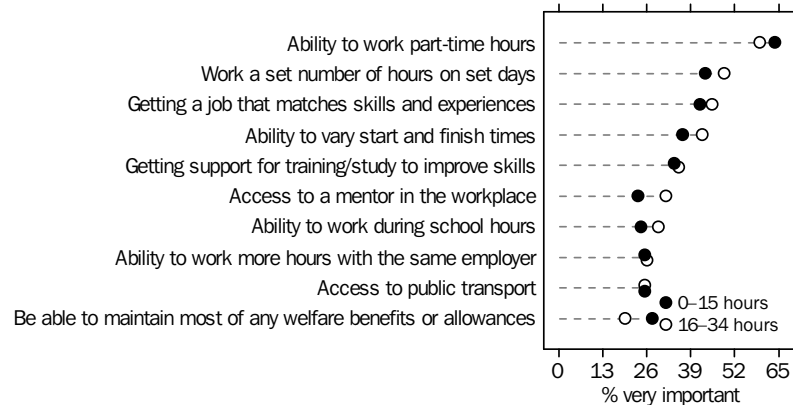 Ability to work part-time hours
Work a set number of hours on set days
Getting a job that matches skills and experiences
Ability to vary start and finish times
Getting support for training/study to improve skills
Access to a mentor in the workplace
Ability to work during school hours
Ability to work more hours with the same employer
Access to public transport
0–15 hours
Be able to maintain most of any welfare benefits or allowances
16–34 hours
0 13 26 39 52 65
% very important